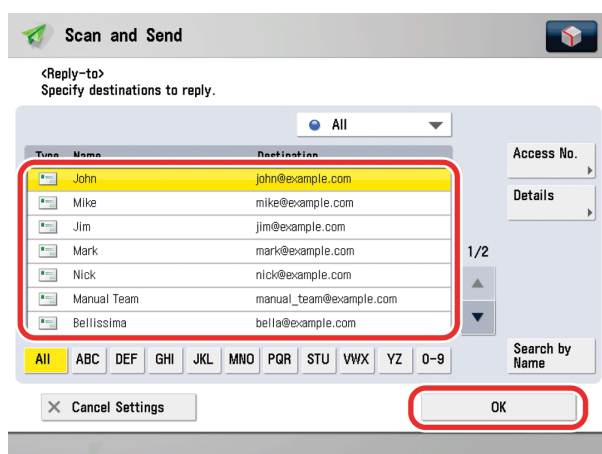 Scan and Send
<Reply-to>
Specify destinations to reply.
All
Type Name Destination
John john@example.com
Mike mike@example.com
Jim jim@example.com
Mark mark@example.com
Nick nick@example.com
Manual Team manual_team@example.com
Bellissima bella@example.com
Access No.
Details
1/2
All ABC DEF GHI JKL MNO PQR STU VWX YZ 0-9
Search by
Name
Cancel Settings
OK